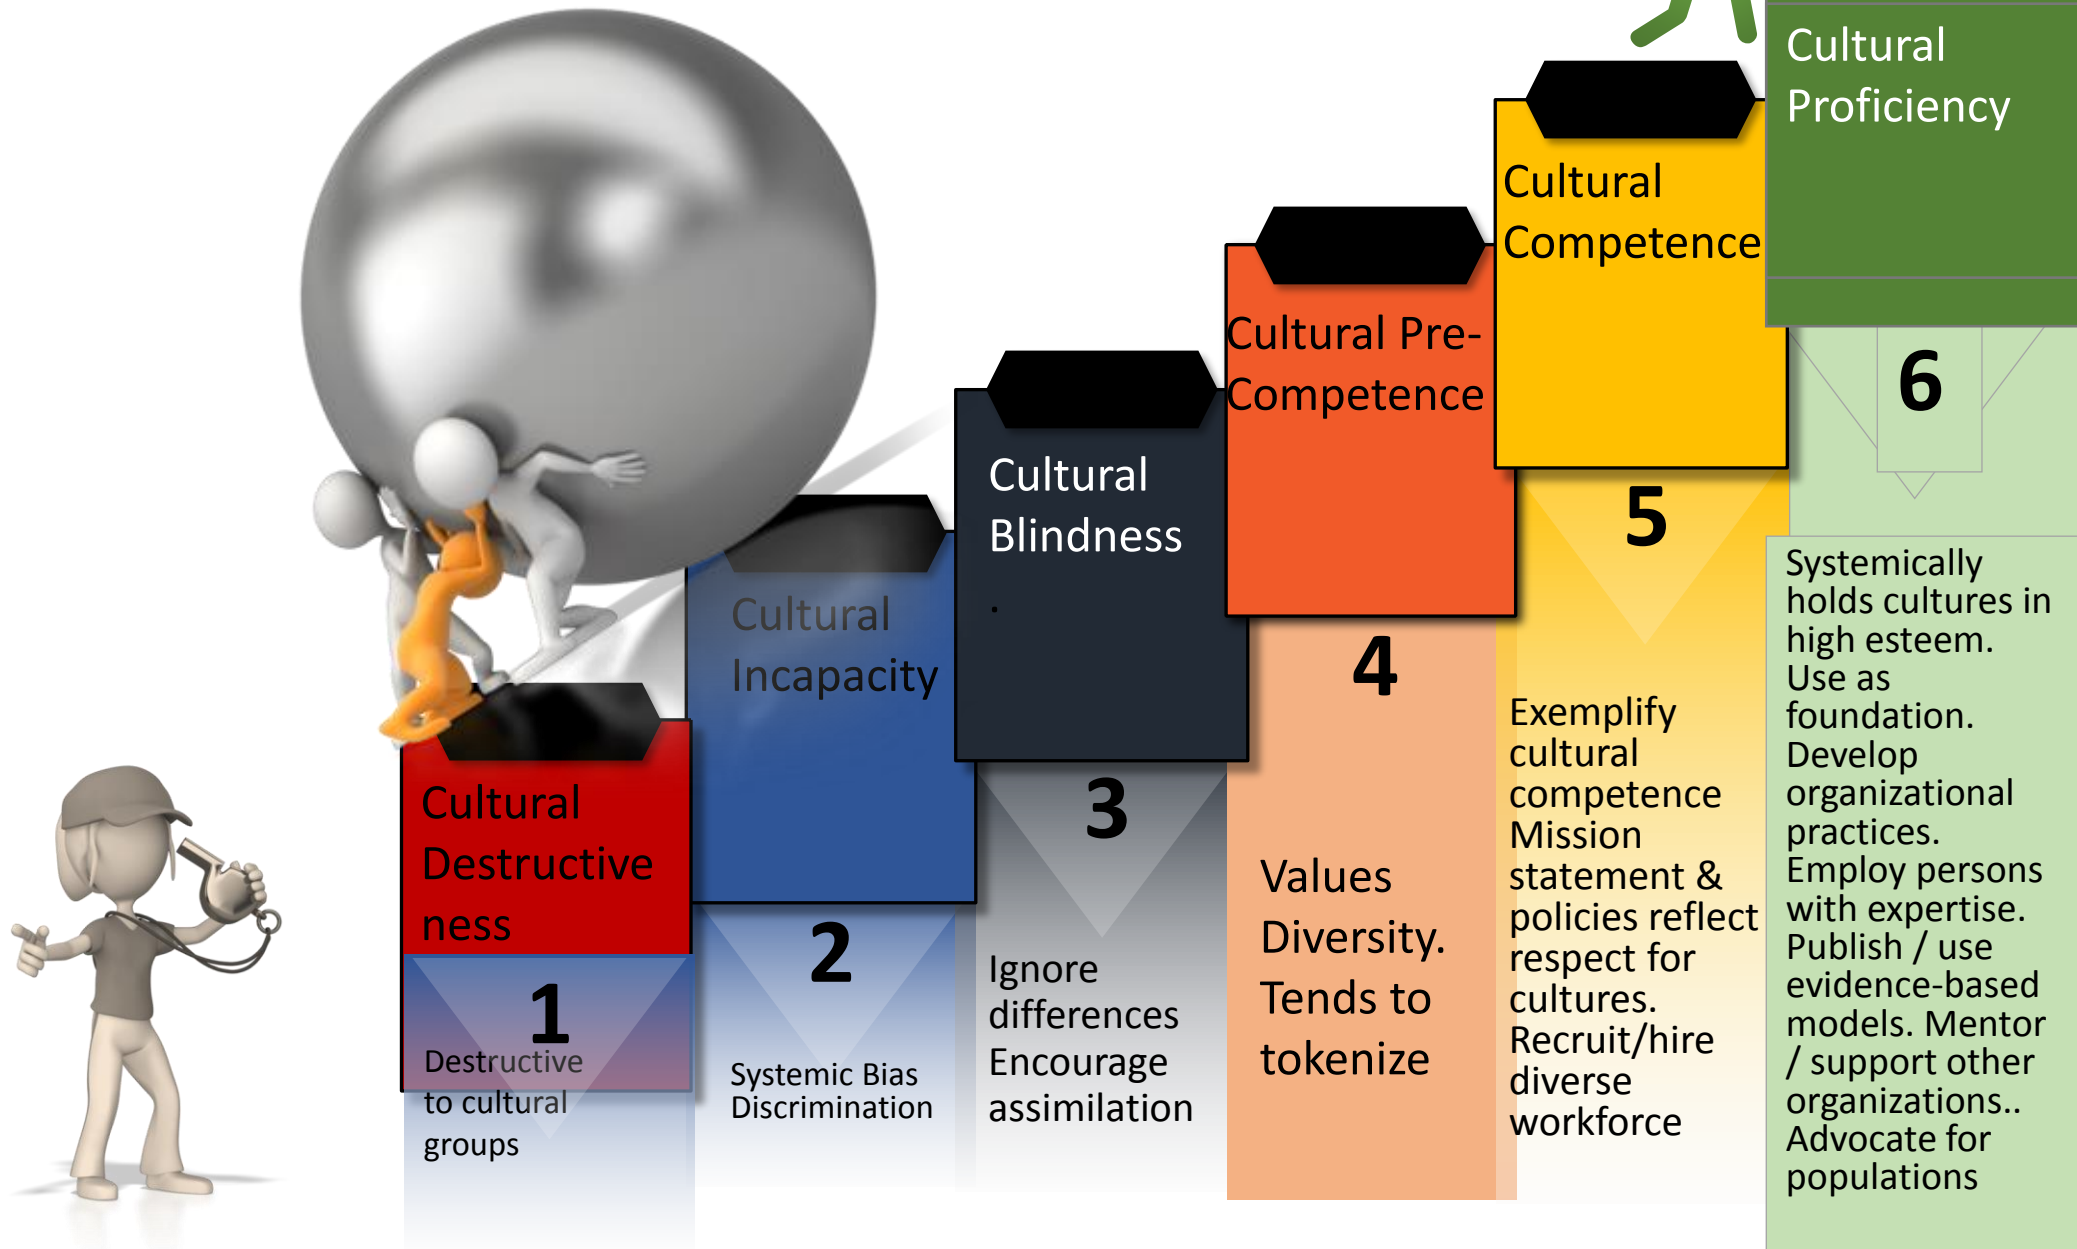 Cultural
Destructive
ness
1
Destructive
to cultural
groups
Cultural
Incapacity
2
Systemic Bias
Discrimination
Cultural
Blindness
.
3
Ignore
differences
Encourage
assimilation
Cultural Pre-
Competence
4
Values
Diversity.
Tends to
tokenize
Cultural
Competence
5
Exemplify
cultural
competence
Mission
statement &
policies reflect
respect for
cultures.
Recruit/hire
diverse
workforce
Cultural
Proficiency
6
Systemically
holds cultures in
high esteem.
Use as
foundation.
Develop
organizational
practices.
Employ persons
with expertise.
Publish / use
evidence-based
models. Mentor
/ support other
organizations..
Advocate for
populations